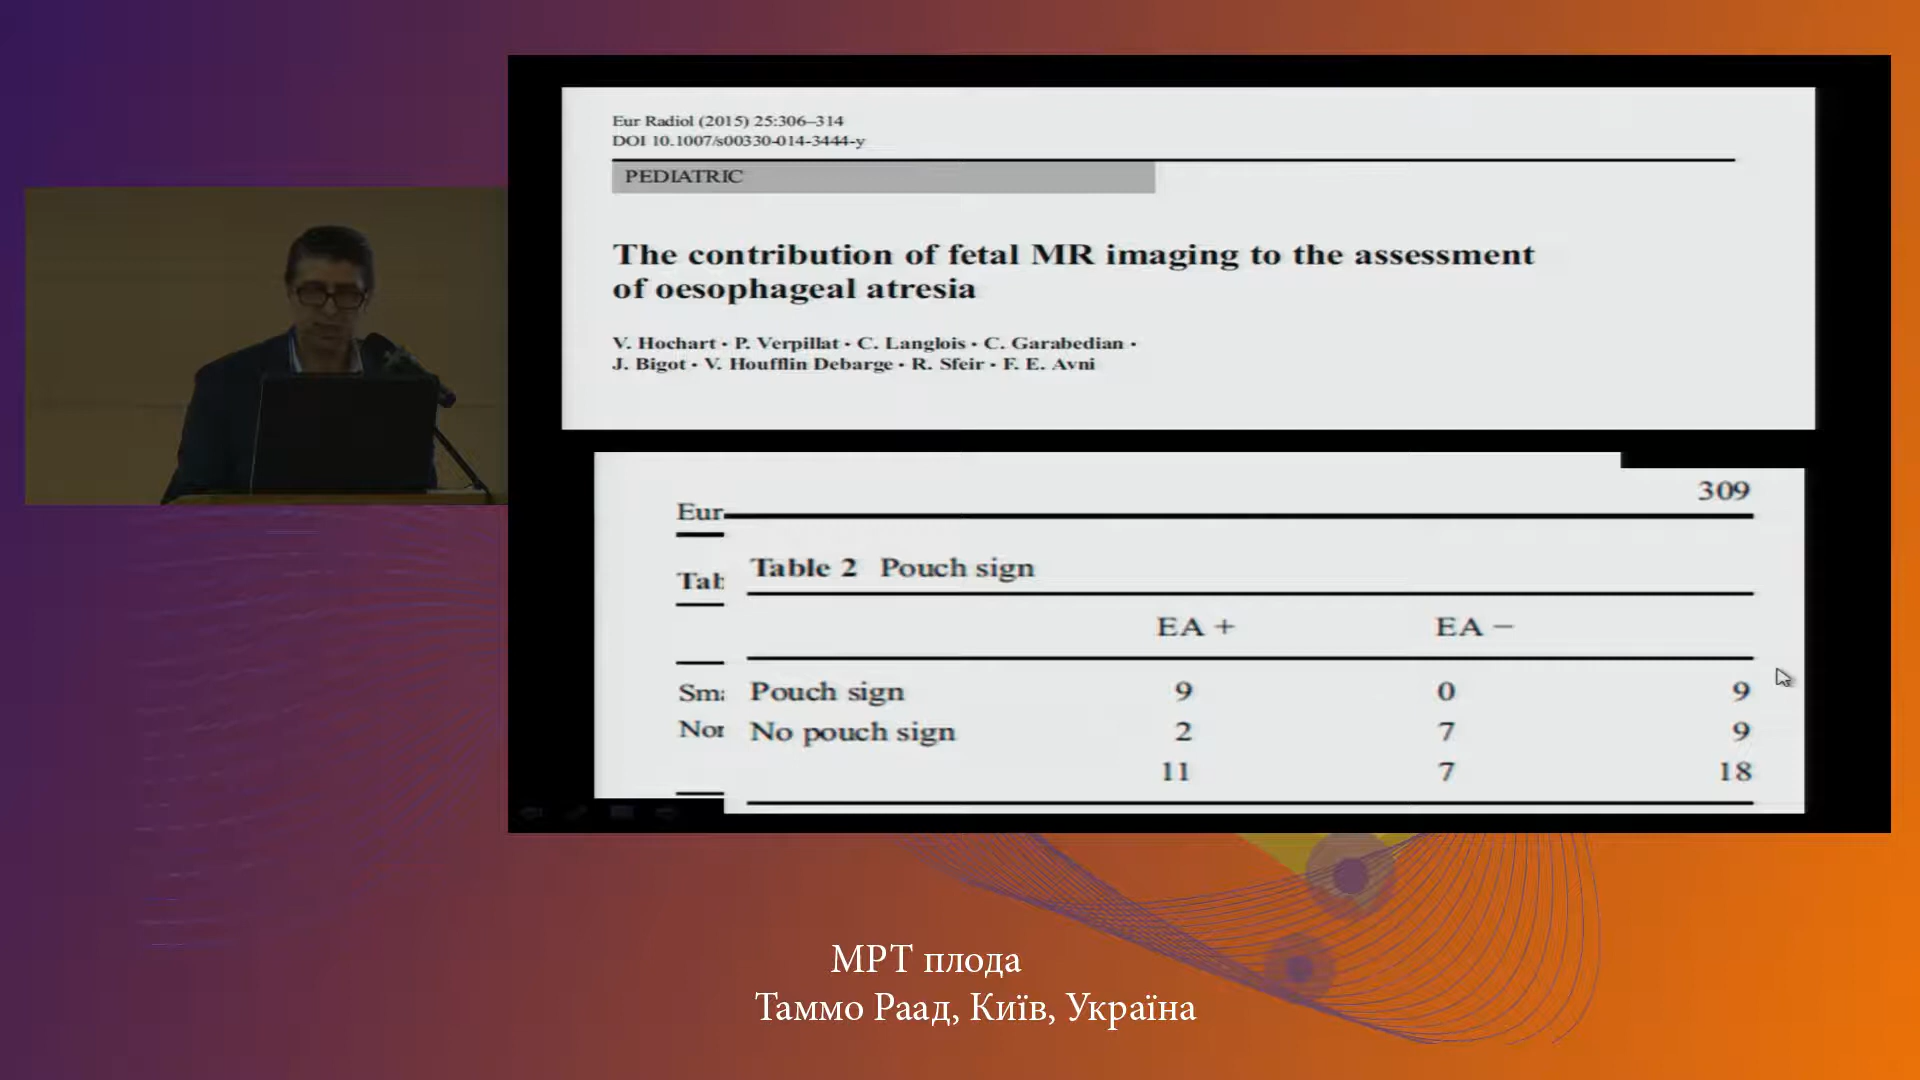 Eur Radiol (2015) 25:306–314
DOI 10.1007/s00330-014-3444-y
PEDIATRIC
The contribution of fetal MR imaging to the assessment
of oesophageal atresia
V. Hochart · P. Verpillat · C. Langlois · C. Garabedian ·
J. Bigot · V. Houfflin Debarge · R. Sfeir · F. E. Avni
309
Eur
Table 2 Pouch sign
EA + EA −
Pouch sign 9 0 9
No pouch sign 2 7 9
11 7 18
МРТ плода
Таммо Раад, Київ, Україна